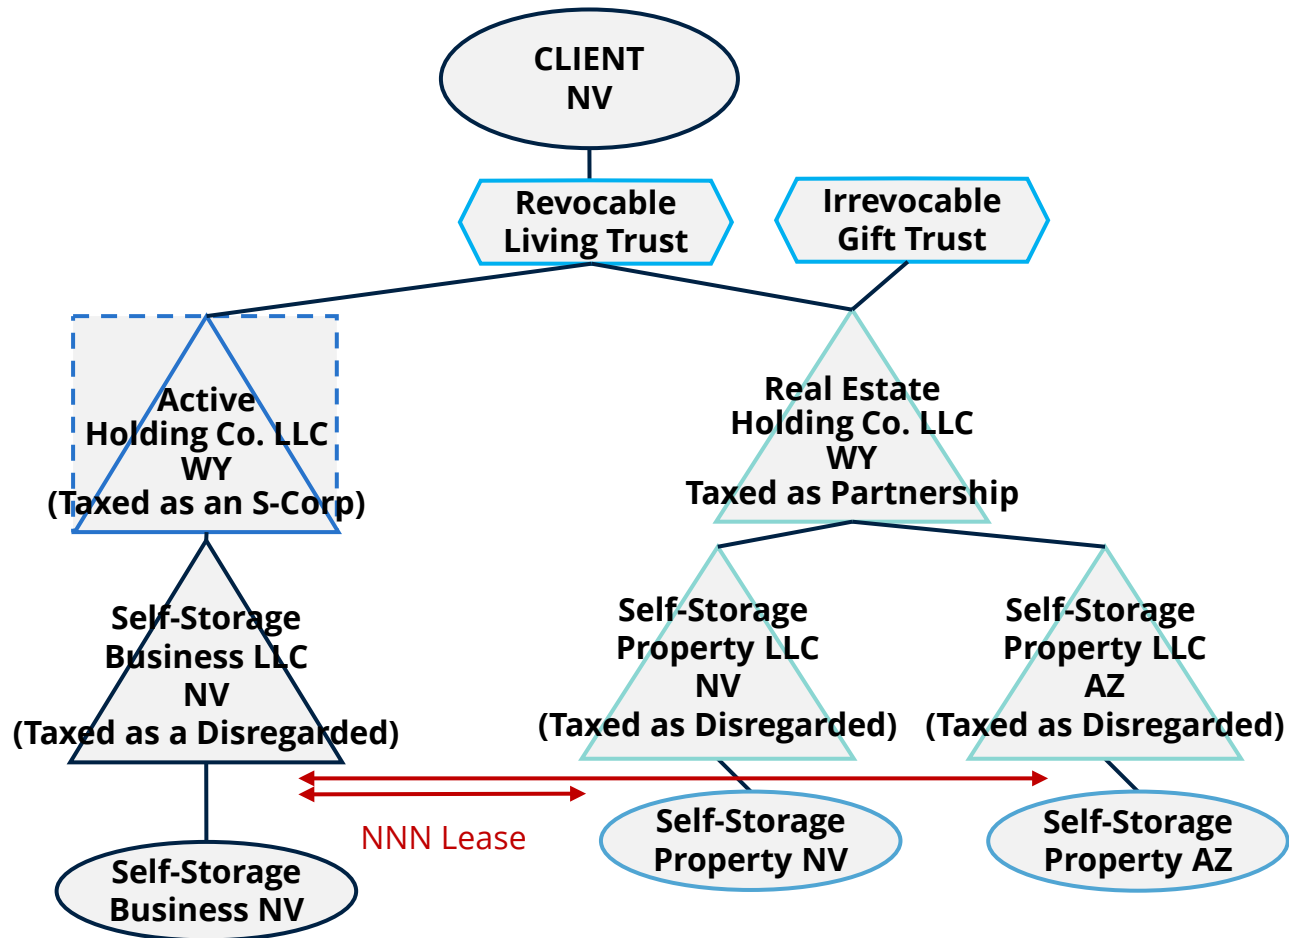 CLIENT
NV
Revocable
Living Trust
Irrevocable
Gift Trust
Active
Holding Co. LLC
WY
(Taxed as an S-Corp)
Real Estate
Holding Co. LLC
WY
Taxed as Partnership
Self-Storage
Business LLC
NV
(Taxed as a Disregarded)
Self-Storage
Property LLC
NV
(Taxed as Disregarded)
Self-Storage
Property LLC
AZ
(Taxed as Disregarded)
NNN Lease
Self-Storage
Business NV
Self-Storage
Property NV
Self-Storage
Property AZ